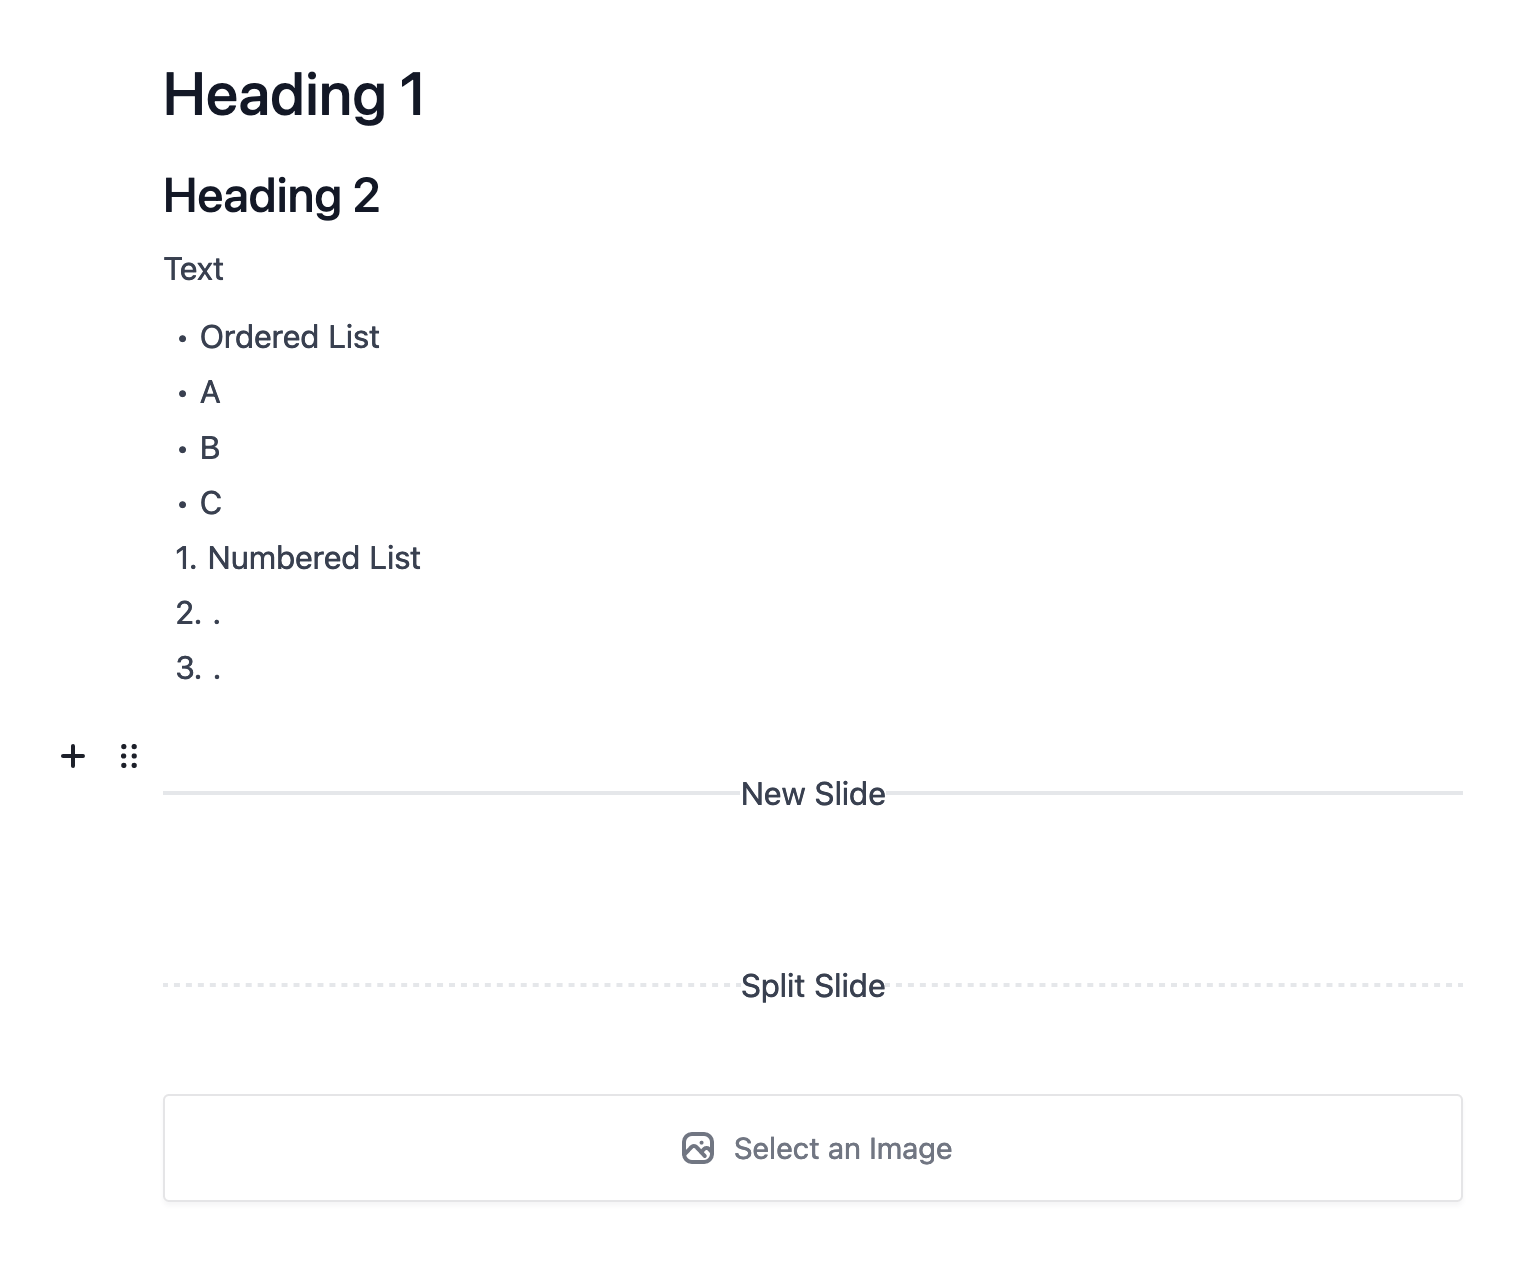 Heading 1
Heading 2
Text
• Ordered List
• A
• B
• C
1. Numbered List
2. .
3. .
New Slide
Split Slide
Select an Image